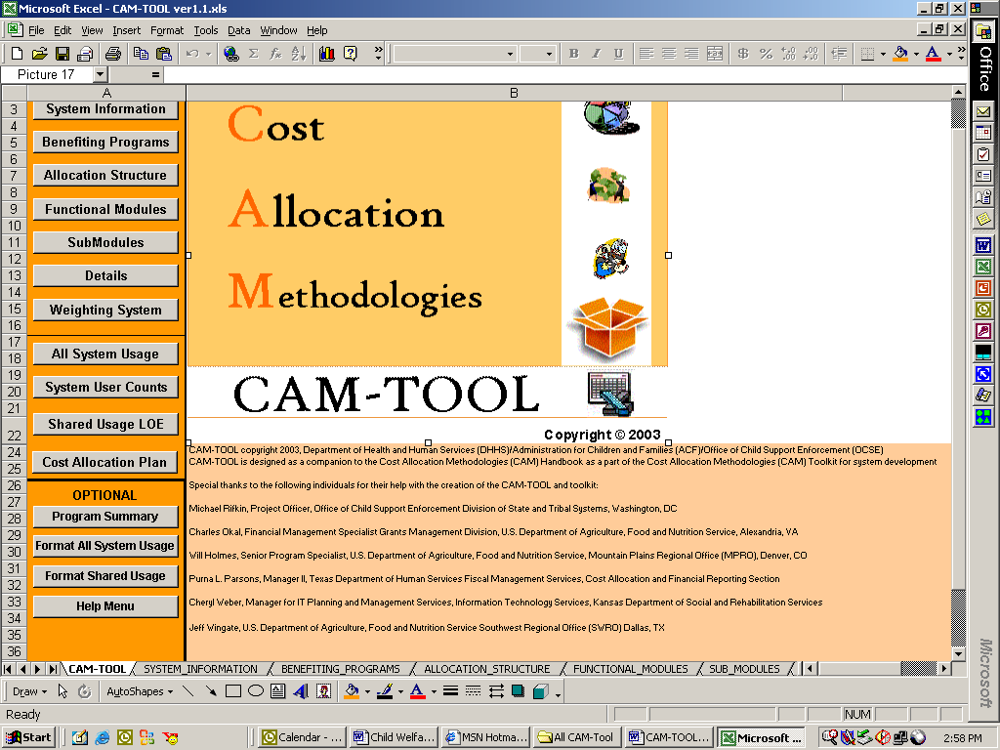 Microsoft Excel - CAM-TOOL ver1.1.xls
File Edit View Insert Format Tools Data Window Help
B I U $ % ,
Picture 17 =
A B
3
4
5
6
7
8
9
10
11
12
13
14
15
16
17
18
19
20
21
22
24
25
26
27
28
29
30
31
32
33
34
35
36
System Information
Benefiting Programs
Allocation Structure
Functional Modules
SubModules
Details
Weighting System
All System Usage
System User Counts
Shared Usage LOE
Cost Allocation Plan
OPTIONAL
Program Summary
Format All System Usage
Format Shared Usage
Help Menu
Cost
Allocation
Methodologies
CAM-TOOL
Copyright © 2003
CAM-TOOL copyright 2003, Department of Health and Human Services (DHHS)/Administration for Children and Families (ACF)/Office of Child Support Enforcement (OCSE)
CAM-TOOL is designed as a companion to the Cost Allocation Methodologies (CAM) Handbook as a part of the Cost Allocation Methodologies (CAM) Toolkit for system development
Special thanks to the following individuals for their help with the creation of the CAM-TOOL and toolkit:
Michael Rifkin, Project Officer, Office of Child Support Enforcement Division of State and Tribal Systems, Washington, DC
Charles Okal, Financial Management Specialist Grants Management Division, U.S. Department of Agriculture, Food and Nutrition Service, Alexandria, VA
Will Holmes, Senior Program Specialist, U.S. Department of Agriculture, Food and Nutrition Service, Mountain Plains Regional Office (MPRO), Denver, CO
Purna L. Parsons, Manager II, Texas Department of Human Services Fiscal Management Services, Cost Allocation and Financial Reporting Section
Cheryl Weber, Manager for IT Planning and Management Services, Information Technology Services, Kansas Department of Social and Rehabilitation Services
Jeff Wingate, U.S. Department of Agriculture, Food and Nutrition Service Southwest Regional Office (SWRO) Dallas, TX
Office
Microsoft
CAM-TOOL SYSTEM_INFORMATION BENEFITING_PROGRAMS ALLOCATION_STRUCTURE FUNCTIONAL_MODULES SUB_MODULES
Draw AutoShapes
Ready NUM
Start Calendar - ... Child Welfa... MSN Hotma... All CAM-Tool CAM-TOOL... Microsoft ... 2:58 PM